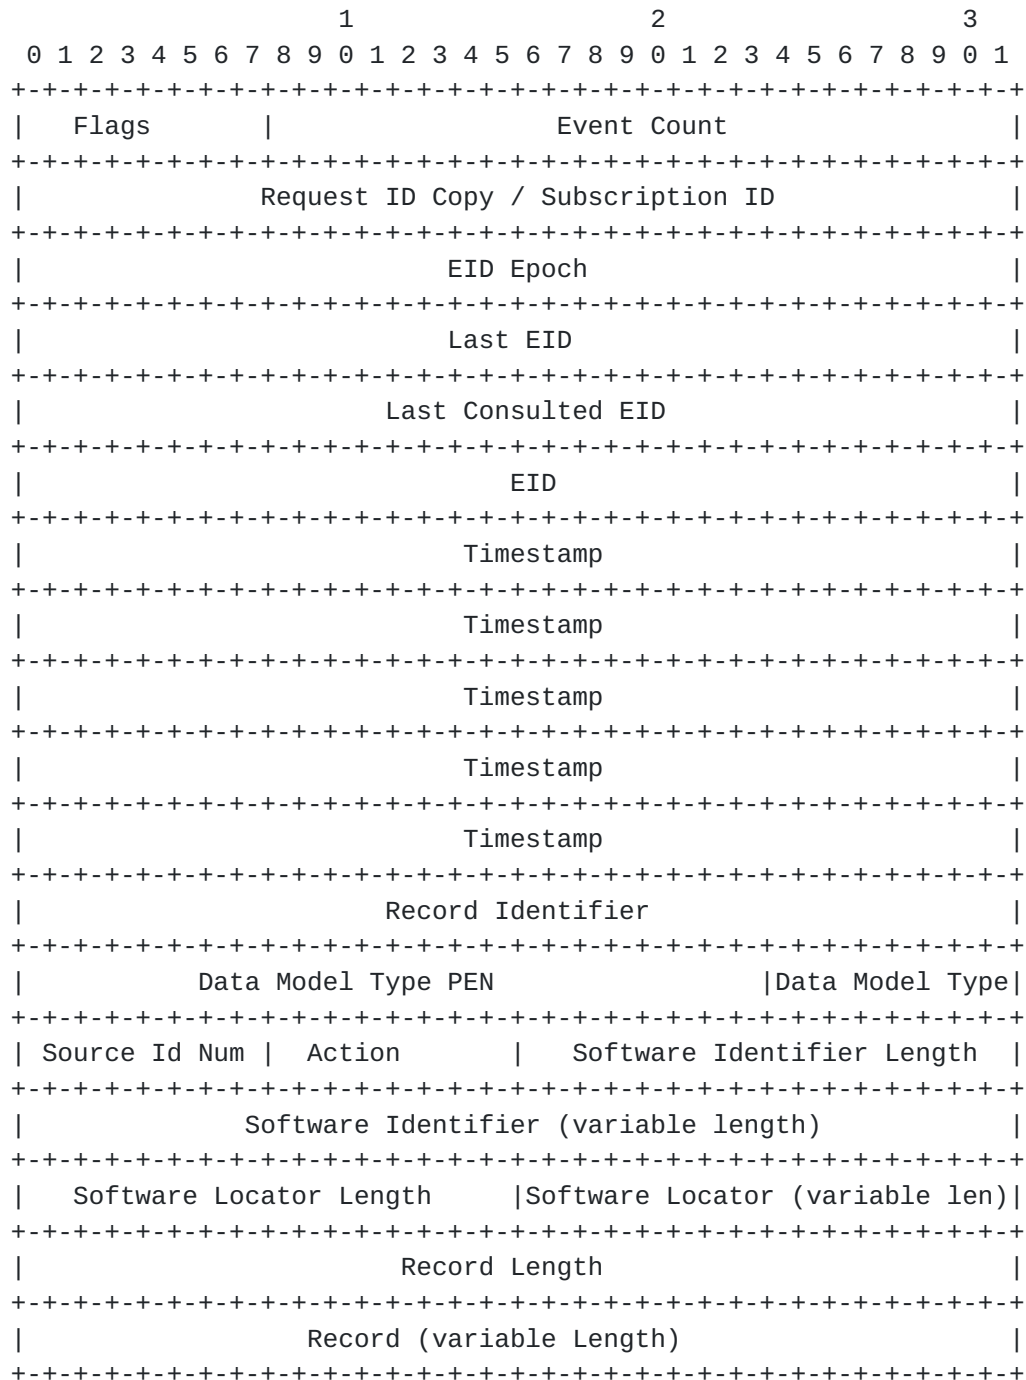 1                   2                   3
 0 1 2 3 4 5 6 7 8 9 0 1 2 3 4 5 6 7 8 9 0 1 2 3 4 5 6 7 8 9 0 1
+-+-+-+-+-+-+-+-+-+-+-+-+-+-+-+-+-+-+-+-+-+-+-+-+-+-+-+-+-+-+-+-+
|   Flags       |                  Event Count                  |
+-+-+-+-+-+-+-+-+-+-+-+-+-+-+-+-+-+-+-+-+-+-+-+-+-+-+-+-+-+-+-+-+
|               Request ID Copy / Subscription ID               |
+-+-+-+-+-+-+-+-+-+-+-+-+-+-+-+-+-+-+-+-+-+-+-+-+-+-+-+-+-+-+-+-+
|                           EID Epoch                           |
+-+-+-+-+-+-+-+-+-+-+-+-+-+-+-+-+-+-+-+-+-+-+-+-+-+-+-+-+-+-+-+-+
|                           Last EID                            |
+-+-+-+-+-+-+-+-+-+-+-+-+-+-+-+-+-+-+-+-+-+-+-+-+-+-+-+-+-+-+-+-+
|                       Last Consulted EID                      |
+-+-+-+-+-+-+-+-+-+-+-+-+-+-+-+-+-+-+-+-+-+-+-+-+-+-+-+-+-+-+-+-+
|                               EID                             |
+-+-+-+-+-+-+-+-+-+-+-+-+-+-+-+-+-+-+-+-+-+-+-+-+-+-+-+-+-+-+-+-+
|                            Timestamp                          |
+-+-+-+-+-+-+-+-+-+-+-+-+-+-+-+-+-+-+-+-+-+-+-+-+-+-+-+-+-+-+-+-+
|                            Timestamp                          |
+-+-+-+-+-+-+-+-+-+-+-+-+-+-+-+-+-+-+-+-+-+-+-+-+-+-+-+-+-+-+-+-+
|                            Timestamp                          |
+-+-+-+-+-+-+-+-+-+-+-+-+-+-+-+-+-+-+-+-+-+-+-+-+-+-+-+-+-+-+-+-+
|                            Timestamp                          |
+-+-+-+-+-+-+-+-+-+-+-+-+-+-+-+-+-+-+-+-+-+-+-+-+-+-+-+-+-+-+-+-+
|                            Timestamp                          |
+-+-+-+-+-+-+-+-+-+-+-+-+-+-+-+-+-+-+-+-+-+-+-+-+-+-+-+-+-+-+-+-+
|                       Record Identifier                       |
+-+-+-+-+-+-+-+-+-+-+-+-+-+-+-+-+-+-+-+-+-+-+-+-+-+-+-+-+-+-+-+-+
|           Data Model Type PEN                 |Data Model Type|
+-+-+-+-+-+-+-+-+-+-+-+-+-+-+-+-+-+-+-+-+-+-+-+-+-+-+-+-+-+-+-+-+
| Source Id Num |  Action       |   Software Identifier Length  |
+-+-+-+-+-+-+-+-+-+-+-+-+-+-+-+-+-+-+-+-+-+-+-+-+-+-+-+-+-+-+-+-+
|              Software Identifier (variable length)            |
+-+-+-+-+-+-+-+-+-+-+-+-+-+-+-+-+-+-+-+-+-+-+-+-+-+-+-+-+-+-+-+-+
|   Software Locator Length     |Software Locator (variable len)|
+-+-+-+-+-+-+-+-+-+-+-+-+-+-+-+-+-+-+-+-+-+-+-+-+-+-+-+-+-+-+-+-+
|                        Record Length                          |
+-+-+-+-+-+-+-+-+-+-+-+-+-+-+-+-+-+-+-+-+-+-+-+-+-+-+-+-+-+-+-+-+
|                  Record (variable Length)                     |
+-+-+-+-+-+-+-+-+-+-+-+-+-+-+-+-+-+-+-+-+-+-+-+-+-+-+-+-+-+-+-+-+